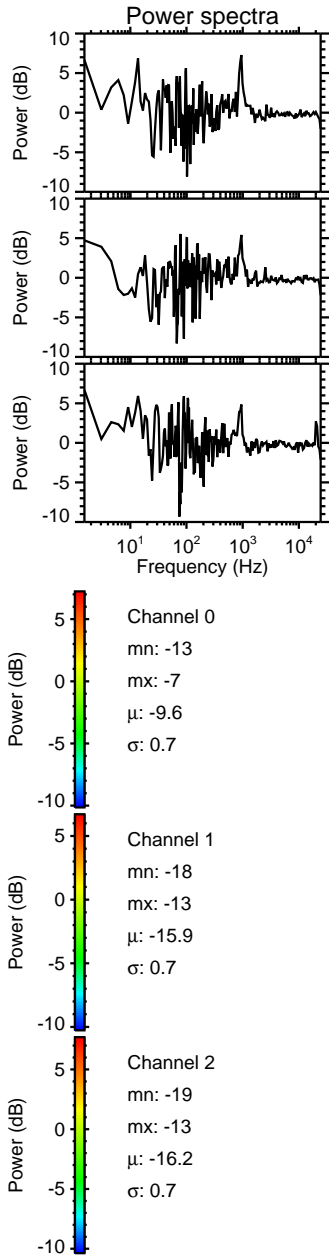 Power spectra
10
5
0
-5
-10
Power (dB)
10
5
0
-5
-10
Power (dB)
10
5
0
-5
-10
Power (dB)
10¹ 10² 10³ 10⁴
Frequency (Hz)
5
0
-5
-10
Power (dB)
Channel 0
mn: -13
mx: -7
μ: -9.6
σ: 0.7
5
0
-5
-10
Power (dB)
Channel 1
mn: -18
mx: -13
μ: -15.9
σ: 0.7
5
0
-5
-10
Power (dB)
Channel 2
mn: -19
mx: -13
μ: -16.2
σ: 0.7